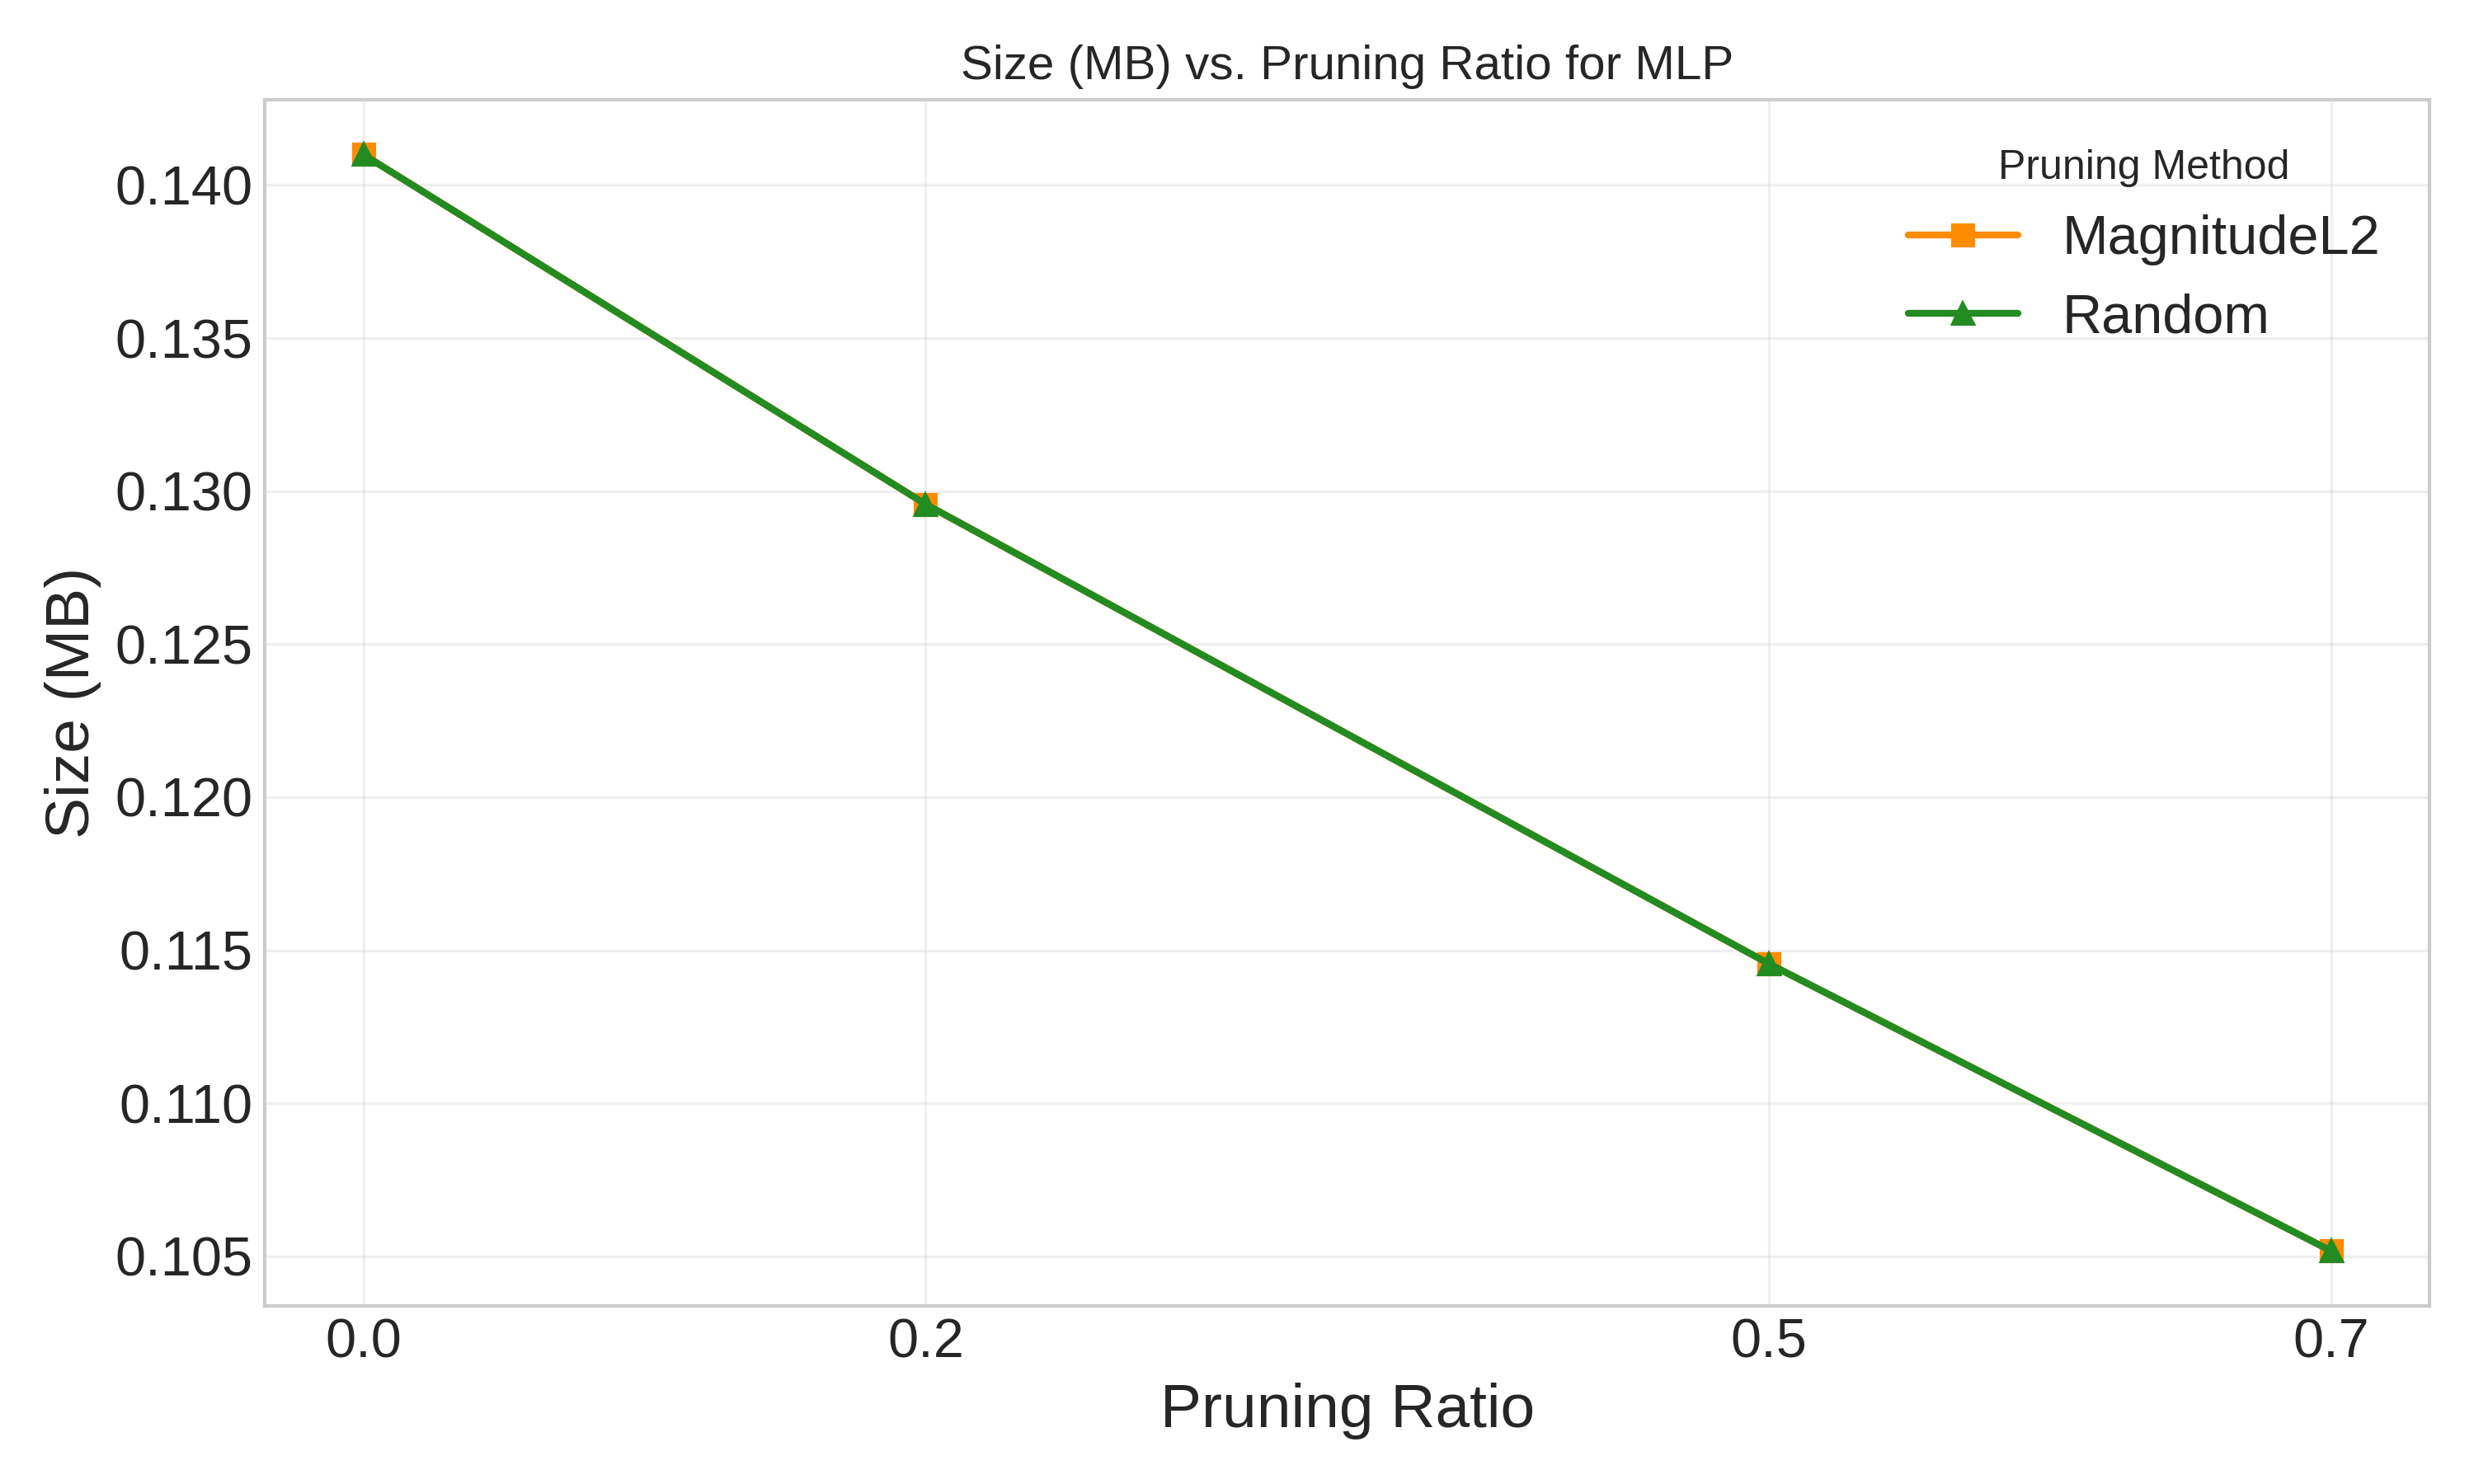 Size (MB) vs. Pruning Ratio for MLP
Pruning Method
MagnitudeL2
Random
Size (MB)
0.140
0.135
0.130
0.125
0.120
0.115
0.110
0.105
0.0 0.2 0.5 0.7
Pruning Ratio